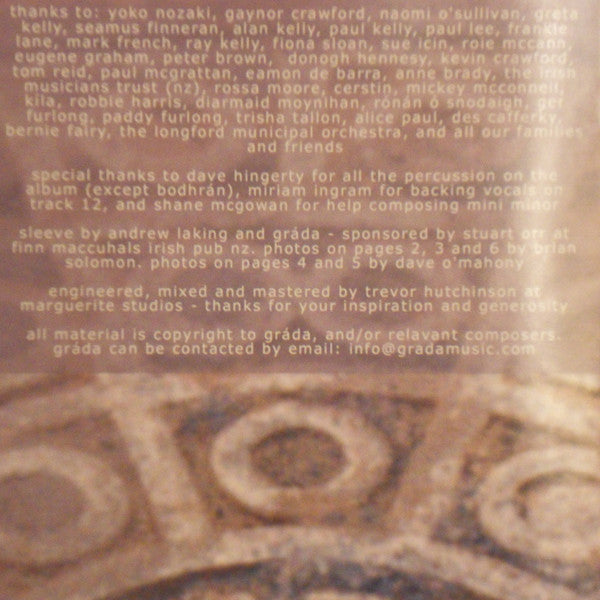 thanks to: yoko nozaki, gaynor crawford, naomi o'sullivan, greta
kelly, seamus finneran, alan kelly, paul kelly, paul lee, frankie
lane, mark french, ray kelly, fiona sloan, sue icin, roie mccann,
eugene graham, peter brown, donogh hennesy, kevin crawford,
tom reid, paul mcgrattan, eamon de barra, anne brady, the irish
musicians trust (nz), rossa moore, cerstin, mickey mcconnell,
kila, robbie harris, diarmaid moynihan, rónán o snodaigh, ger
furlong, paddy furlong, trisha tallon, alice paul, des cafferky,
bernie fairy, the longford municipal orchestra, and all our families
and friends
special thanks to dave hingerty for all the percussion on the
album (except bodhrán), miriam ingram for backing vocals on
track 12, and shane mcgowan for help composing mini minor
sleeve by andrew laking and gráda - sponsored by stuart orr at
finn maccuhals irish pub nz. photos on pages 2, 3 and 6 by brian
solomon. photos on pages 4 and 5 by dave o'mahony
engineered, mixed and mastered by trevor hutchinson at
marguerite studios - thanks for your inspiration and generosity
all material is copyright to gráda, and/or relavant composers.
gráda can be contacted by email: info@gradamusic.com